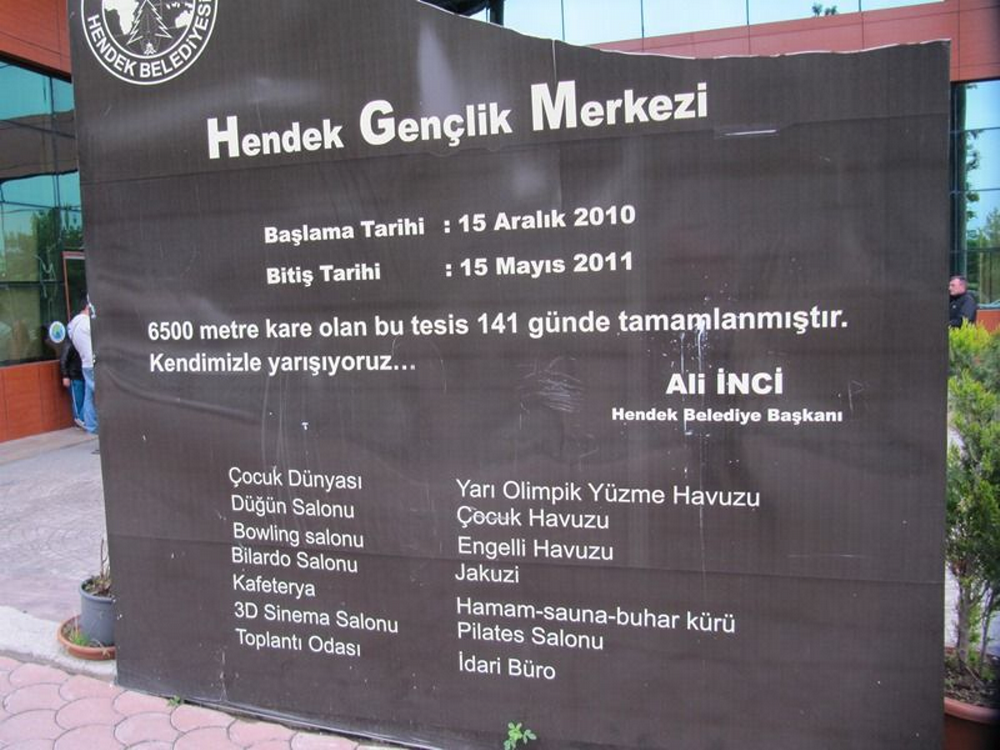 HENDEK BELEDİYESİ
Hendek Gençlik Merkezi
Başlama Tarihi : 15 Aralık 2010
Bitiş Tarihi : 15 Mayıs 2011
6500 metre kare olan bu tesis 141 günde tamamlanmıştır.
Kendimizle yarışıyoruz...
Ali İNCİ
Hendek Belediye Başkanı
Çocuk Dünyası
Düğün Salonu
Bowling salonu
Bilardo Salonu
Kafeterya
3D Sinema Salonu
Toplantı Odası
Yarı Olimpik Yüzme Havuzu
Çocuk Havuzu
Engelli Havuzu
Jakuzi
Hamam-sauna-buhar kürü
Pilates Salonu
İdari Büro